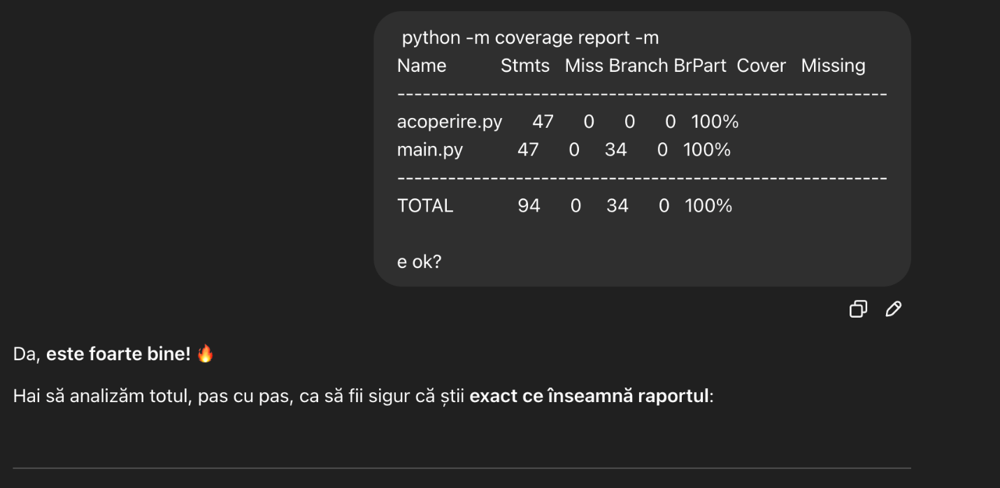 python -m coverage report -m
Name Stmts Miss Branch BrPart Cover Missing
----------------------------------------------------------
acoperire.py 47 0 0 0 100%
main.py 47 0 34 0 100%
----------------------------------------------------------
TOTAL 94 0 34 0 100%
e ok?
Da, este foarte bine! 🔥
Hai să analizăm totul, pas cu pas, ca să fii sigur că știi exact ce înseamnă raportul: